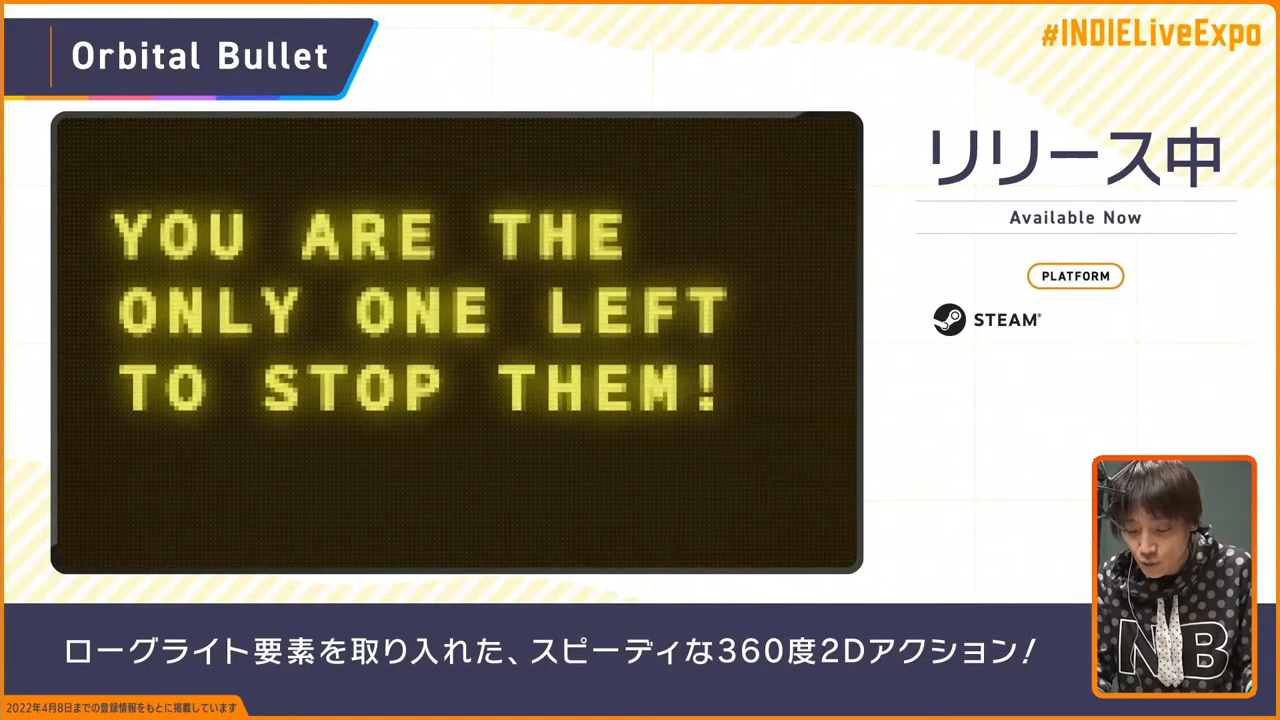 Orbital Bullet
#INDIELiveExpo
YOU ARE THE
ONLY ONE LEFT
TO STOP THEM!
リリース中
Available Now
PLATFORM
STEAM®
NB
ローグライト要素を取り入れた、スピーディな360度2Dアクション!
2022年4月8日までの登録情報をもとに掲載しています